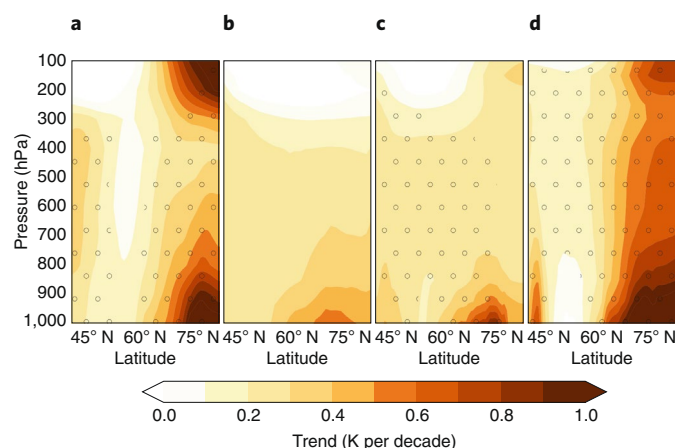 a b c d
100
200
300
400
500
600
700
800
900
1,000
Pressure (hPa)
45° N 60° N 75° N 45° N 60° N 75° N 45° N 60° N 75° N 45° N 60° N 75° N
Latitude Latitude Latitude Latitude
0.0 0.2 0.4 0.6 0.8 1.0
Trend (K per decade)